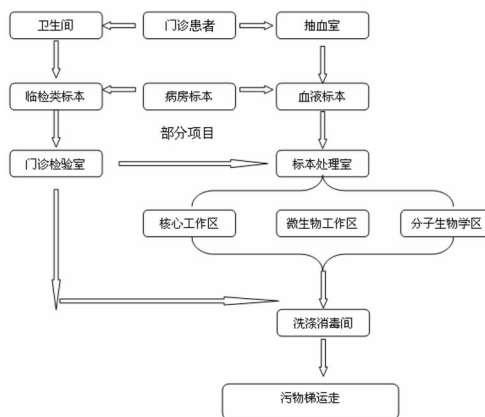 卫生间
门诊患者
抽血室
临检类标本
病房标本
血液标本
部分项目
门诊检验室
标本处理室
核心工作区
微生物工作区
分子生物学区
洗涤消毒间
污物梯运走